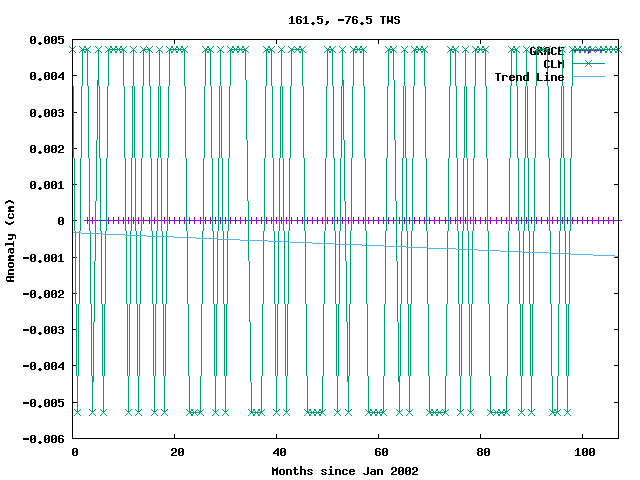 161.5, -76.5 TWS
0.005
0.004
0.003
0.002
0.001
0
-0.001
-0.002
-0.003
-0.004
-0.005
-0.006
Anomaly (cm)
GRACE
CLM
Trend Line
0 20 40 60 80 100
Months since Jan 2002